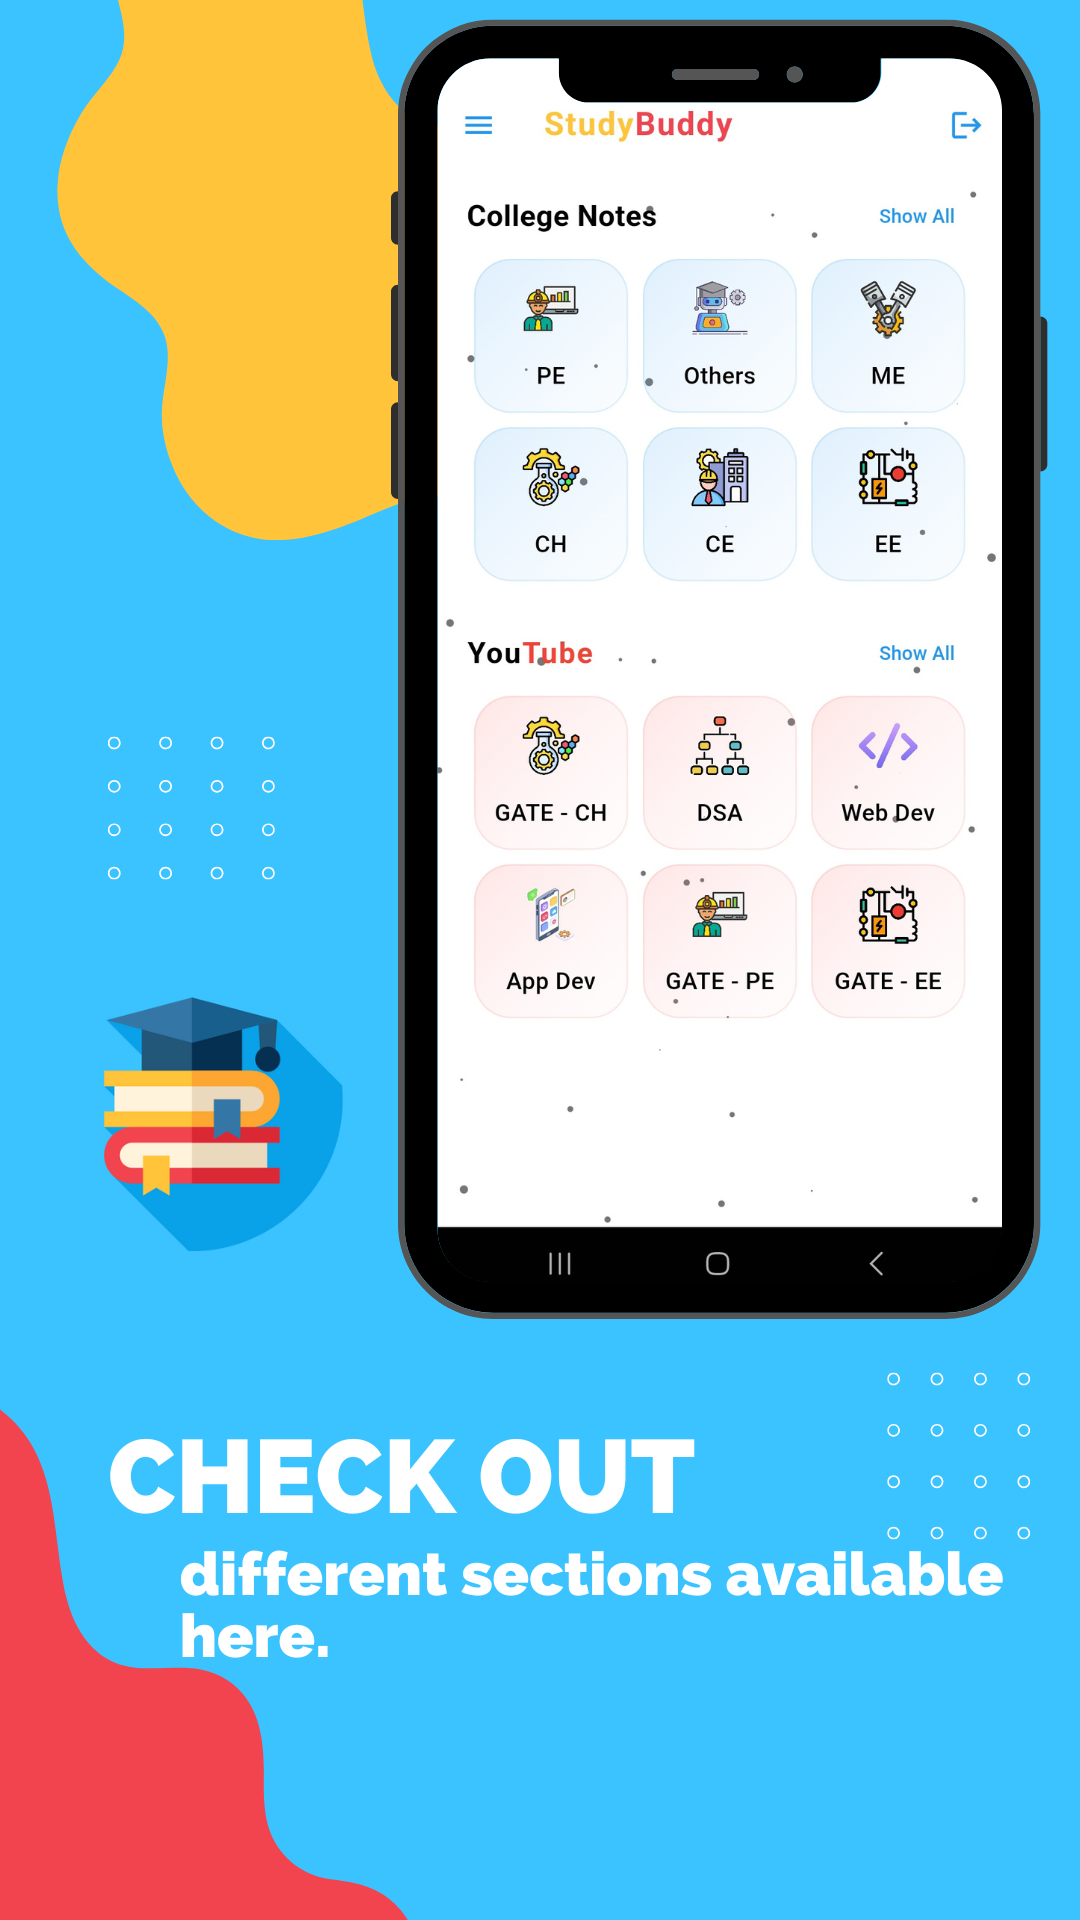 StudyBuddy
College Notes Show All
PE Others ME
CH CE EE
YouTube Show All
GATE - CH DSA Web Dev
App Dev GATE - PE GATE - EE
CHECK OUT
different sections available
here.